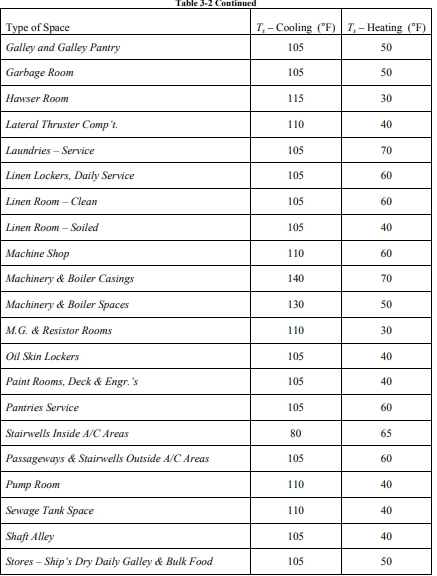 Table 3-2 Continued
Type of Space Ts – Cooling (°F) Ts – Heating (°F)
Galley and Galley Pantry 105 50
Garbage Room 105 50
Hawser Room 115 30
Lateral Thruster Comp’t. 110 40
Laundries – Service 105 70
Linen Lockers, Daily Service 105 60
Linen Room – Clean 105 60
Linen Room – Soiled 105 40
Machine Shop 110 60
Machinery & Boiler Casings 140 70
Machinery & Boiler Spaces 130 50
M.G. & Resistor Rooms 110 30
Oil Skin Lockers 105 40
Paint Rooms, Deck & Engr.’s 105 40
Pantries Service 105 60
Stairwells Inside A/C Areas 80 65
Passageways & Stairwells Outside A/C Areas 105 60
Pump Room 110 40
Sewage Tank Space 110 40
Shaft Alley 105 40
Stores – Ship’s Dry Daily Galley & Bulk Food 105 50